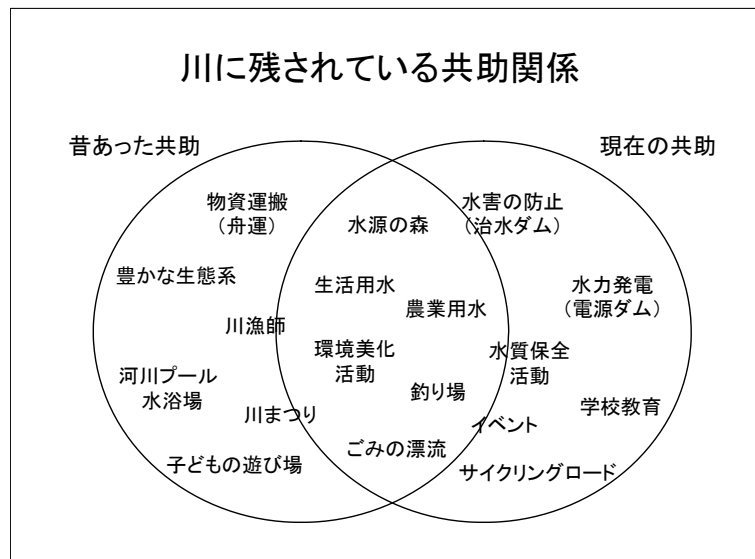 川に残されている共助関係
昔あった共助
現在の共助
物資運搬
(舟運)
豊かな生態系
川漁師
河川プール
水浴場
川まつり
子どもの遊び場
水源の森
生活用水
農業用水
環境美化
活動
釣り場
ごみの漂流
水害の防止
(治水ダム)
水力発電
(電源ダム)
水質保全
活動
学校教育
イベント
サイクリングロード